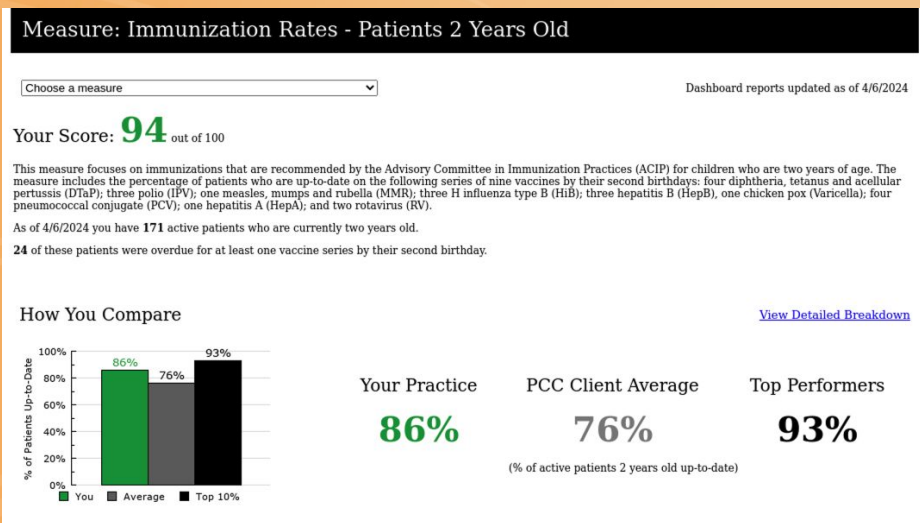 Measure: Immunization Rates - Patients 2 Years Old
Choose a measure
Dashboard reports updated as of 4/6/2024
Your Score: 94 out of 100
This measure focuses on immunizations that are recommended by the Advisory Committee in Immunization Practices (ACIP) for children who are two years of age. The
measure includes the percentage of patients who are up-to-date on the following series of nine vaccines by their second birthdays: four diphtheria, tetanus and acellular
pertussis (DTaP); three polio (IPV); one measles, mumps and rubella (MMR); three H influenza type B (HiB); three hepatitis B (HepB), one chicken pox (Varicella); four
pneumococcal conjugate (PCV); one hepatitis A (HepA); and two rotavirus (RV).
As of 4/6/2024 you have 171 active patients who are currently two years old.
24 of these patients were overdue for at least one vaccine series by their second birthday.
How You Compare
View Detailed Breakdown
% of Patients Up-to-Date
100%
80%
60%
40%
20%
0%
86%
76%
93%
You
Average
Top 10%
Your Practice
86%
PCC Client Average
76%
Top Performers
93%
(% of active patients 2 years old up-to-date)